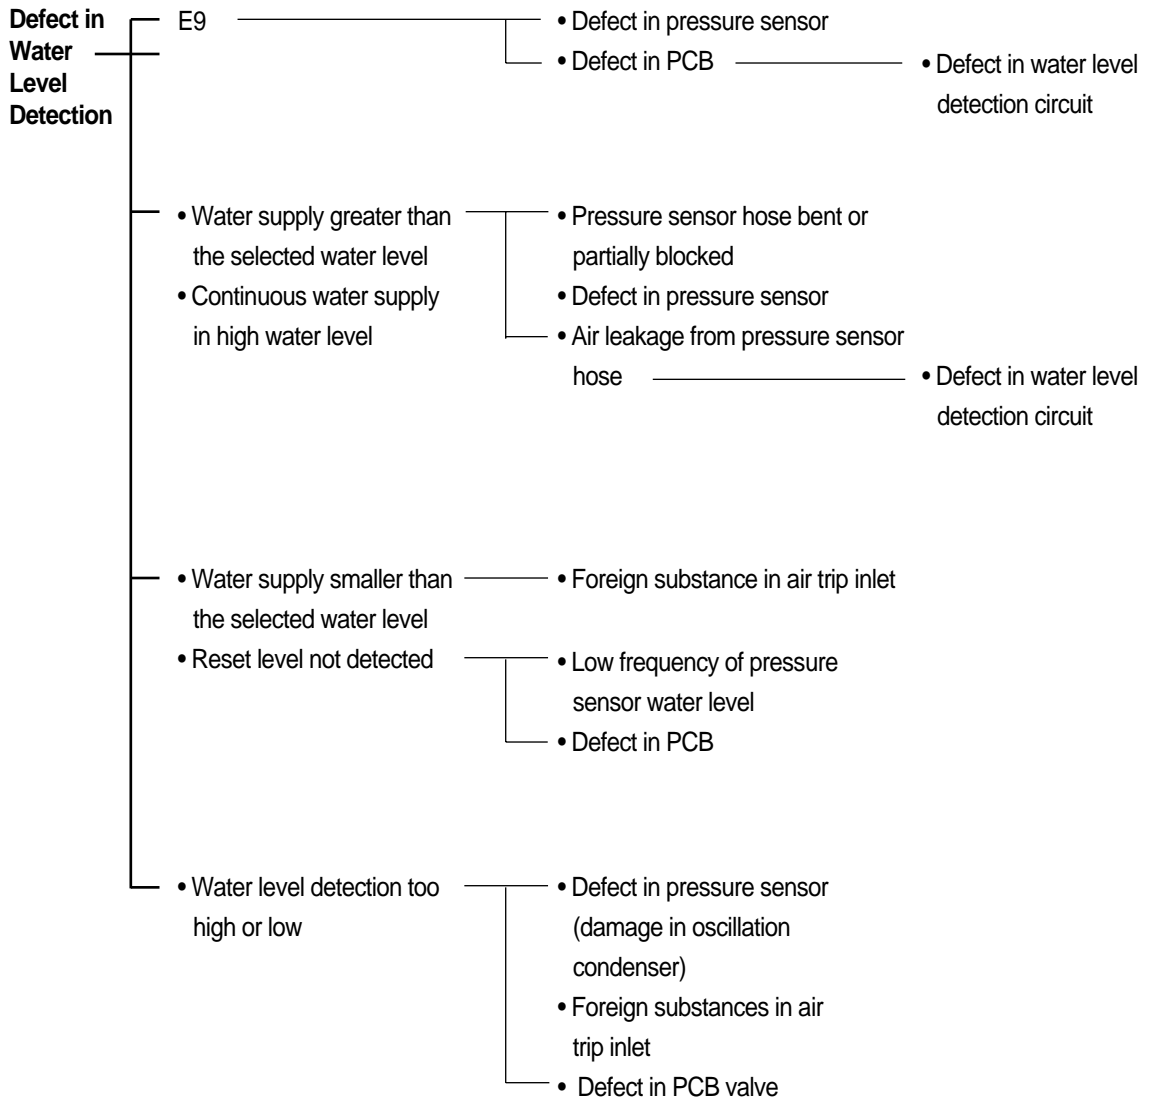 Defect in
Water
Level
Detection
E9
• Defect in pressure sensor
• Defect in PCB
• Defect in water level
detection circuit
• Water supply greater than
the selected water level
• Continuous water supply
in high water level
• Pressure sensor hose bent or
partially blocked
• Defect in pressure sensor
• Air leakage from pressure sensor
hose
• Defect in water level
detection circuit
• Water supply smaller than
the selected water level
• Reset level not detected
• Foreign substance in air trip inlet
• Low frequency of pressure
sensor water level
• Defect in PCB
• Water level detection too
high or low
• Defect in pressure sensor
(damage in oscillation
condenser)
• Foreign substances in air
trip inlet
• Defect in PCB valve